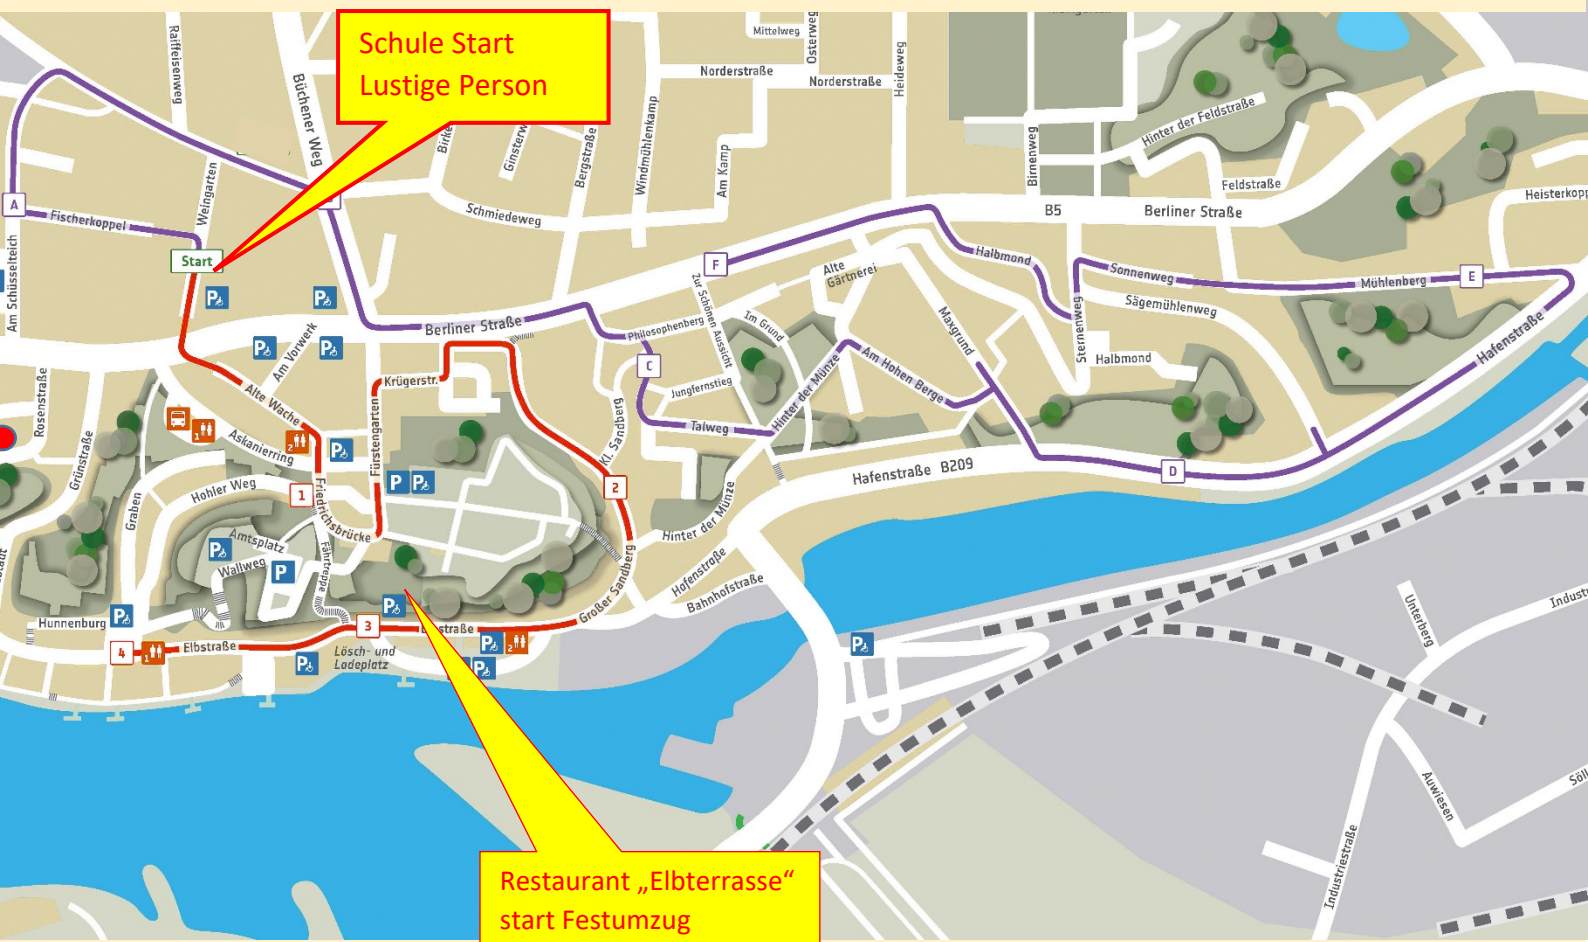 Schule Start
Lustige Person
Raiffeisenweg
Büchener Weg
Mittelweg
Osterweg
Norderstraße
Norderstraße
Heideweg
Windmühlenkamp
Bergstraße
Am Kamp
Birnenweg
Hinter der Feldstraße
Feldstraße
B5
Berliner Straße
Weingarten
A
Fischerkoppel
Start
Am Schüsselteich
Schmiedeweg
F
Halbmond
Alte
Gärtnerei
Zur Schönen Aussicht
Sonnenweg
Mühlenberg
E
Sägemühlenweg
Sternenweg
Halbmond
Hafenstraße
Maxgrund
Im Grund
Philosophenberg
Berliner Straße
Am Vorwerk
P
P
P
P
C
Jungfernstieg
Talweg
Hinter der Münze
Am Hohen Berge
Krügerstr.
Alte Wache
Rosenstraße
Grünstraße
1
2
Askanierring
P
Fürstengarten
Kl. Sandberg
P
P
2
Hafenstraße B209
D
Graben
Hohler Weg
1
Friedrichsbrücke
Amtsplatz
P
Wallweg
P
Fährtreppe
Hinter der Münze
Hafenstraße
Bahnhofstraße
Großer Sandberg
Hunnenburg
P
P
3
4
1
Elbstraße
P
Lösch- und
Ladeplatz
P
2
P
P
Unterberg
Auwiesen
Industriestraße
Restaurant „Elbterrasse“
start Festumzug